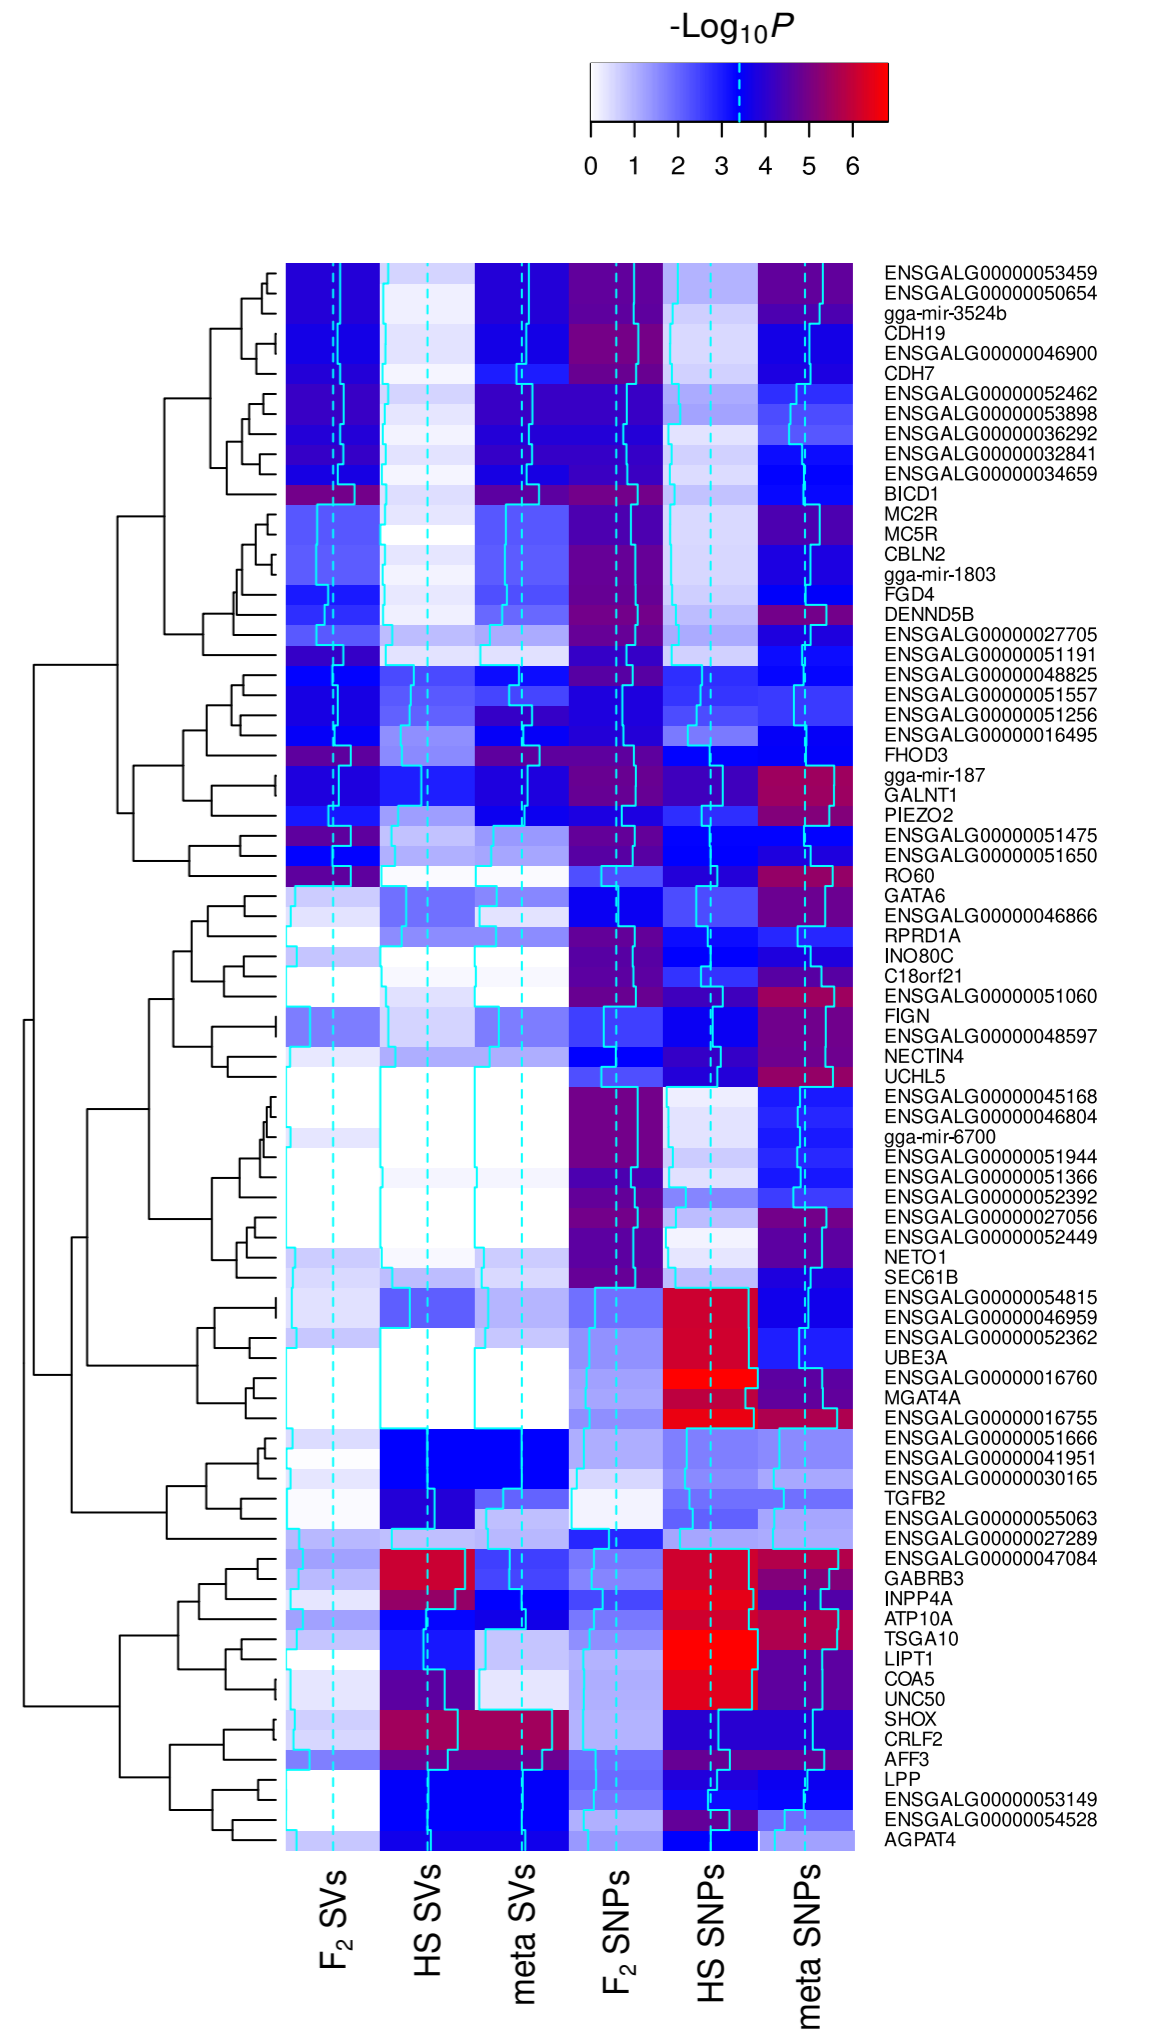 -Log₁₀P
0 1 2 3 4 5 6
ENSGALG00000053459
ENSGALG00000050654
gga-mir-3524b
CDH19
ENSGALG00000046900
CDH7
ENSGALG00000052462
ENSGALG00000053898
ENSGALG00000036292
ENSGALG00000032841
ENSGALG00000034659
BICD1
MC2R
MC5R
CBLN2
gga-mir-1803
FGD4
DENND5B
ENSGALG00000027705
ENSGALG00000051191
ENSGALG00000048825
ENSGALG00000051557
ENSGALG00000051256
ENSGALG00000016495
FHOD3
gga-mir-187
GALNT1
PIEZO2
ENSGALG00000051475
ENSGALG00000051650
RO60
GATA6
ENSGALG00000046866
RPRD1A
INO80C
C18orf21
ENSGALG00000051060
FIGN
ENSGALG00000048597
NECTIN4
UCHL5
ENSGALG00000045168
ENSGALG00000046804
gga-mir-6700
ENSGALG00000051944
ENSGALG00000051366
ENSGALG00000052392
ENSGALG00000027056
ENSGALG00000052449
NETO1
SEC61B
ENSGALG00000054815
ENSGALG00000046959
ENSGALG00000052362
UBE3A
ENSGALG00000016760
MGAT4A
ENSGALG00000016755
ENSGALG00000051666
ENSGALG00000041951
ENSGALG00000030165
TGFB2
ENSGALG00000055063
ENSGALG00000027289
ENSGALG00000047084
GABRB3
INPP4A
ATP10A
TSGA10
LIPT1
COA5
UNC50
SHOX
CRLF2
AFF3
LPP
ENSGALG00000053149
ENSGALG00000054528
AGPAT4
F₂ SVs
HS SVs
meta SVs
F₂ SNPs
HS SNPs
meta SNPs